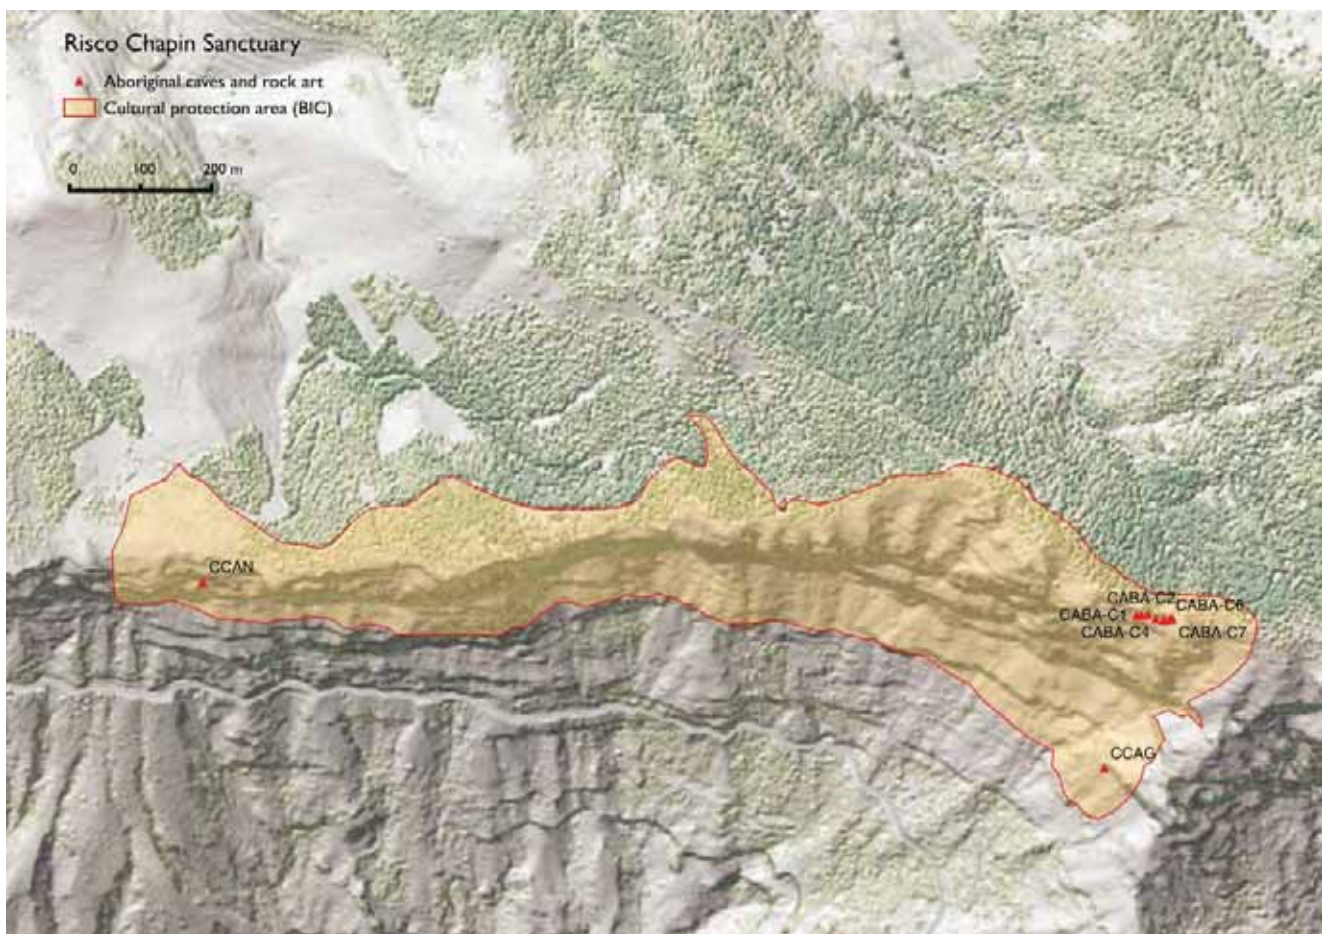 Risco Chapin Sanctuary
Aboriginal caves and rock art
Cultural protection area (BIC)
0 100 200 m
CCAN
CABA-C2
CABA-C6
CABA-C1
CABA-C4
CABA-C7
CCAG